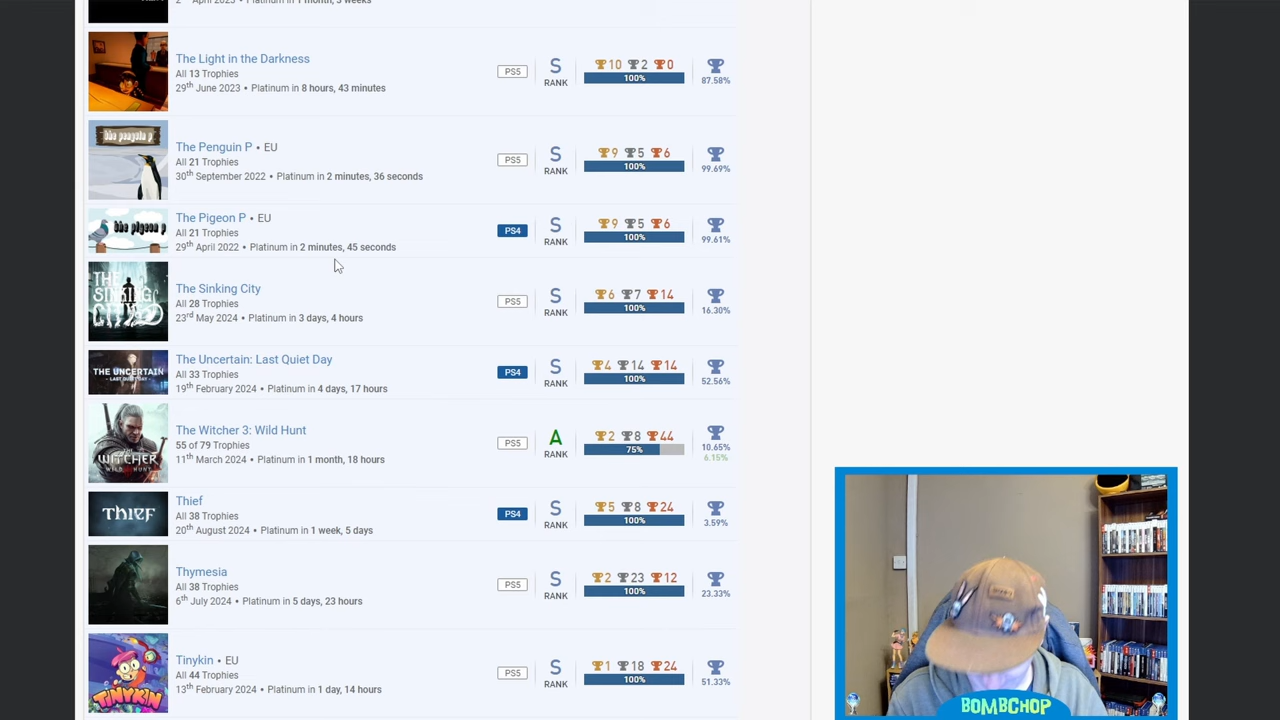 2nd April 2023 • Platinum in 1 month, 3 weeks
The Light in the Darkness
All 13 Trophies
29th June 2023 • Platinum in 8 hours, 43 minutes
PS5
S
RANK
10 2 0
100%
87.58%
the penguin p
The Penguin P • EU
All 21 Trophies
30th September 2022 • Platinum in 2 minutes, 36 seconds
PS5
S
RANK
9 5 6
100%
99.69%
the pigeon p
The Pigeon P • EU
All 21 Trophies
29th April 2022 • Platinum in 2 minutes, 45 seconds
PS4
S
RANK
9 5 6
100%
99.61%
THE
SINKING
CITY
The Sinking City
All 28 Trophies
23rd May 2024 • Platinum in 3 days, 4 hours
PS5
S
RANK
6 7 14
100%
16.30%
THE UNCERTAIN
- LAST QUIET DAY -
The Uncertain: Last Quiet Day
All 33 Trophies
19th February 2024 • Platinum in 4 days, 17 hours
PS4
S
RANK
4 14 14
100%
52.56%
THE
WITCHER
WILD HUNT
The Witcher 3: Wild Hunt
55 of 79 Trophies
11th March 2024 • Platinum in 1 month, 18 hours
PS5
A
RANK
2 8 44
75%
10.65%
6.15%
THIEF
Thief
All 38 Trophies
20th August 2024 • Platinum in 1 week, 5 days
PS4
S
RANK
5 8 24
100%
3.59%
Thymesia
All 38 Trophies
6th July 2024 • Platinum in 5 days, 23 hours
PS5
S
RANK
2 23 12
100%
23.33%
TINYKIN
Tinykin • EU
All 44 Trophies
13th February 2024 • Platinum in 1 day, 14 hours
PS5
S
RANK
1 18 24
100%
51.33%
BOMBCHOP